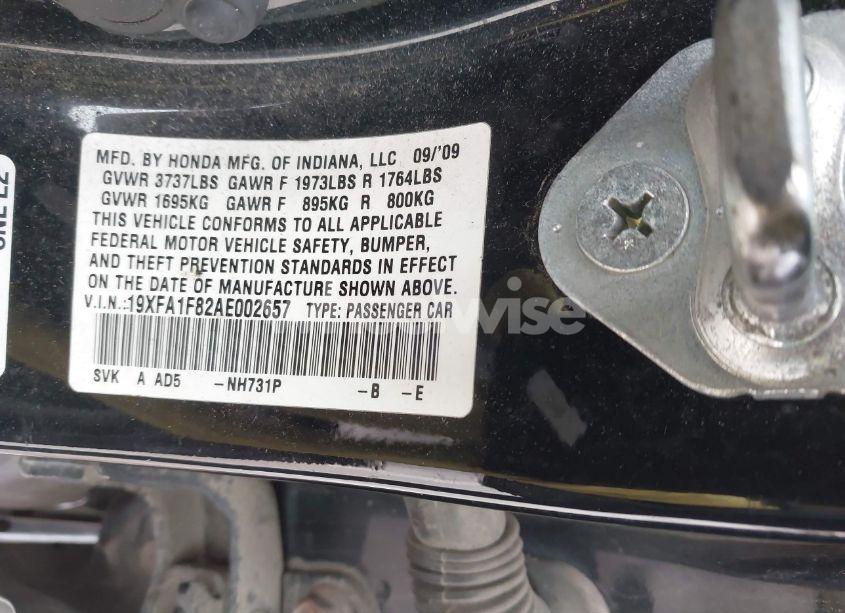 MFD. BY HONDA MFG. OF INDIANA, LLC 09/'09
GVWR 3737LBS GAWR F 1973LBS R 1764LBS
GVWR 1695KG GAWR F 895KG R 800KG
THIS VEHICLE CONFORMS TO ALL APPLICABLE
FEDERAL MOTOR VEHICLE SAFETY, BUMPER,
AND THEFT PREVENTION STANDARDS IN EFFECT
ON THE DATE OF MANUFACTURE SHOWN ABOVE.
V.I.N.:19XFA1F82AE002657 TYPE: PASSENGER CAR
SVK A AD5 -NH731P -B -E